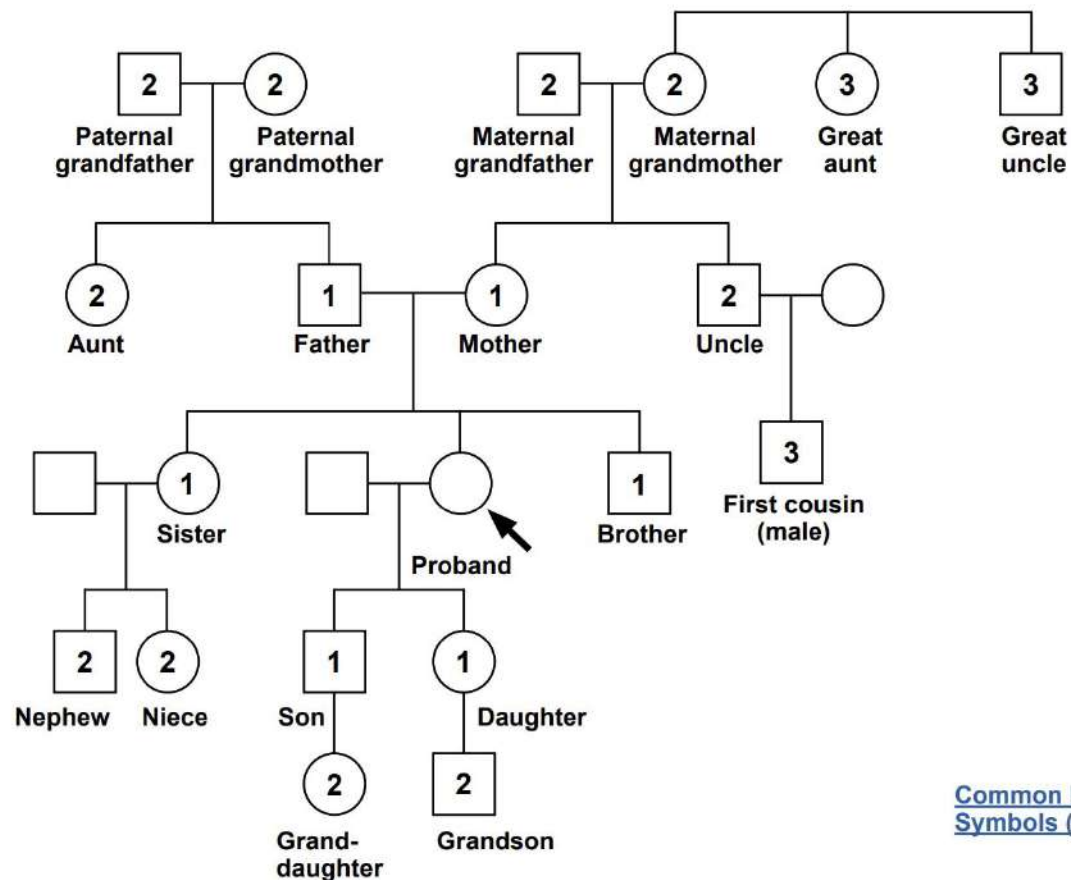 2
2
2
2
3
3
Paternal grandfather
Paternal grandmother
Maternal grandfather
Maternal grandmother
Great aunt
Great uncle
2
1
1
2
Aunt
Father
Mother
Uncle
1
1
3
Sister
Proband
Brother
First cousin
(male)
2
2
1
1
Nephew
Niece
Son
Daughter
2
2
Grand-
daughter
Grandson
Common
Symbols (